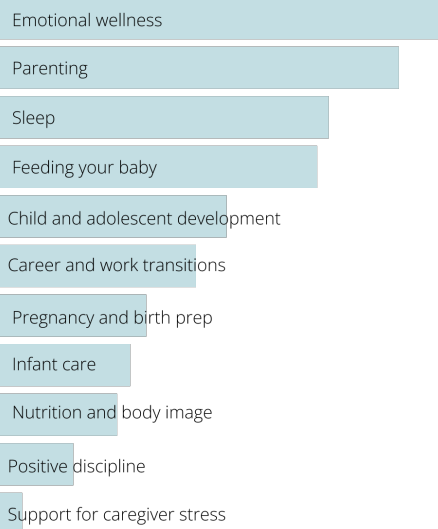 Emotional wellness
Parenting
Sleep
Feeding your baby
Child and adolescent development
Career and work transitions
Pregnancy and birth prep
Infant care
Nutrition and body image
Positive discipline
Support for caregiver stress